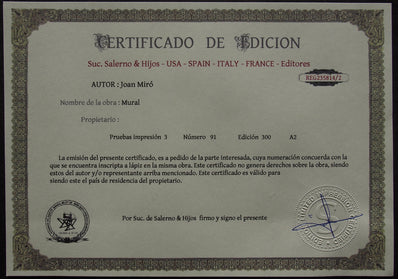 CERTIFICADO DE EDICION
Suc. Salerno & Hijos - USA - SPAIN - ITALY - FRANCE - Editores
REG235814/2
AUTOR : Joan Miró
Nombre de la obra : Mural
Propietario :
Pruebas impresión 3 Número 91 Edición 300 A2
La emisión del presente certificado, es a pedido de la parte interesada, cuya numeración concuerda con la
que se encuentra inscripta a lápiz en la misma obra. Este certificado no genera derechos sobre la obra, siendo
estos del autor y/o representante arriba mencionado. Este certificado es válido para
siendo este el país de residencia del propietario.
Por Suc. de Salerno & Hijos firmo y signo el presente